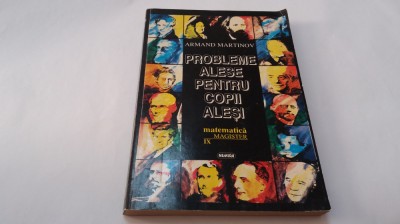 ARMAND MARTINOV
PROBLEME
ALESE
PENTRU
COPII
ALEȘI
matematică
MAGISTER
IX